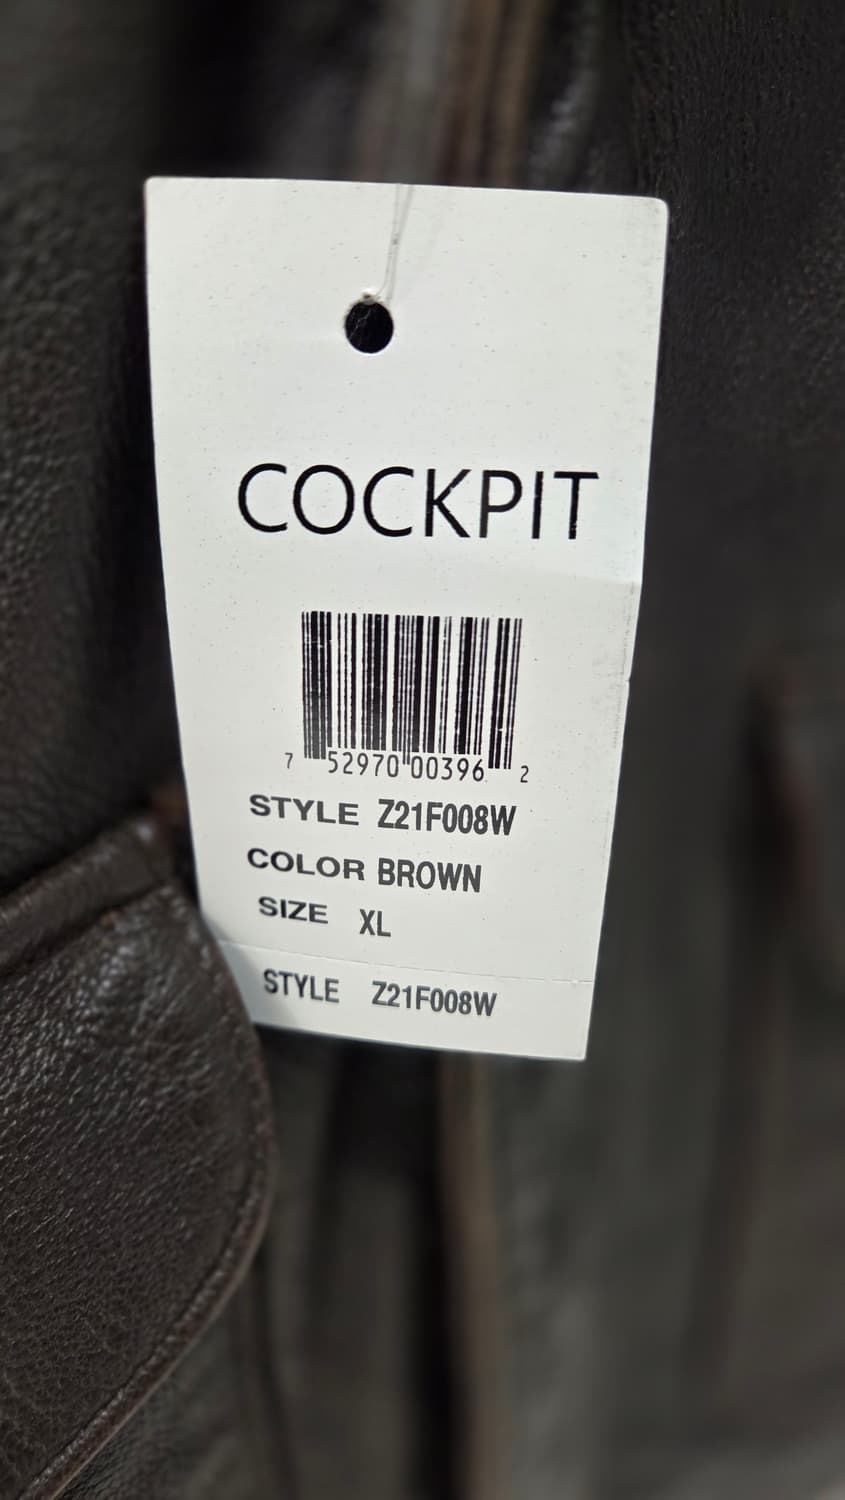 COCKPIT
7 52970 00396 2
STYLE Z21F008W
COLOR BROWN
SIZE XL
STYLE Z21F008W